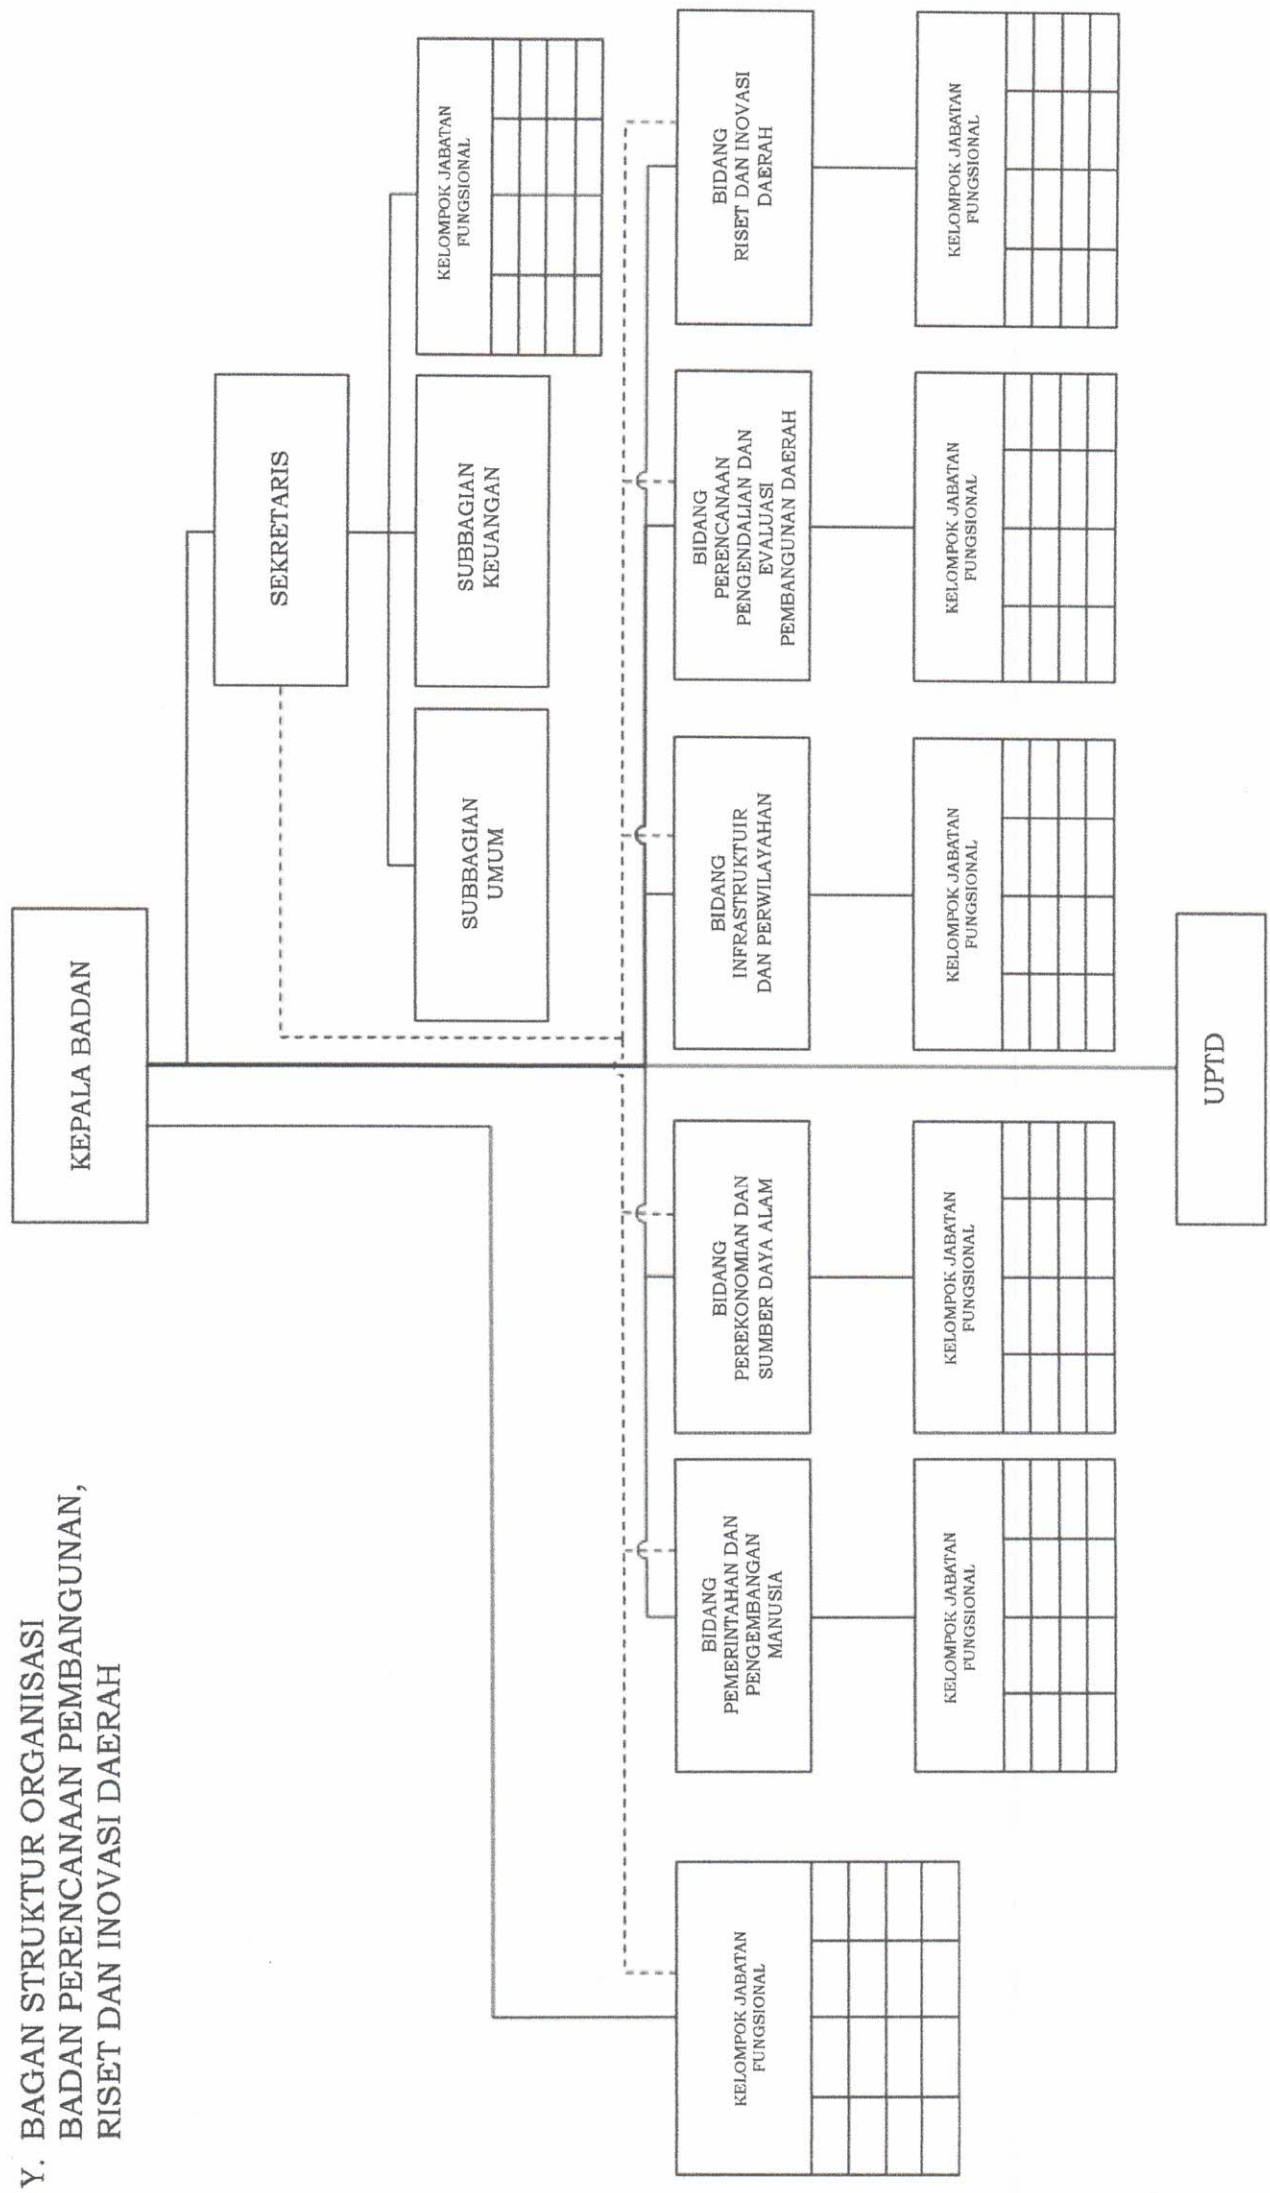 Y. BAGAN STRUKTUR ORGANISASI
BADAN PERENCANAAN PEMBANGUNAN,
RISET DAN INOVASI DAERAH
KEPALA BADAN
SEKRETARIS
SUBBAGIAN
UMUM
SUBBAGIAN
KEUANGAN
KELOMPOK JABATAN
FUNGSIONAL
KELOMPOK JABATAN
FUNGSIONAL
BIDANG
PEMERINTAHAN DAN
PENGEMBANGAN
MANUSIA
BIDANG
PEREKONOMIAN DAN
SUMBER DAYA ALAM
BIDANG
INFRASTRUKTUIR
DAN PERWILAYAHAN
BIDANG
PERENCANAAN
PENGENDALIAN DAN
EVALUASI
PEMBANGUNAN DAERAH
BIDANG
RISET DAN INOVASI
DAERAH
KELOMPOK JABATAN
FUNGSIONAL
KELOMPOK JABATAN
FUNGSIONAL
KELOMPOK JABATAN
FUNGSIONAL
KELOMPOK JABATAN
FUNGSIONAL
KELOMPOK JABATAN
FUNGSIONAL
UPTD